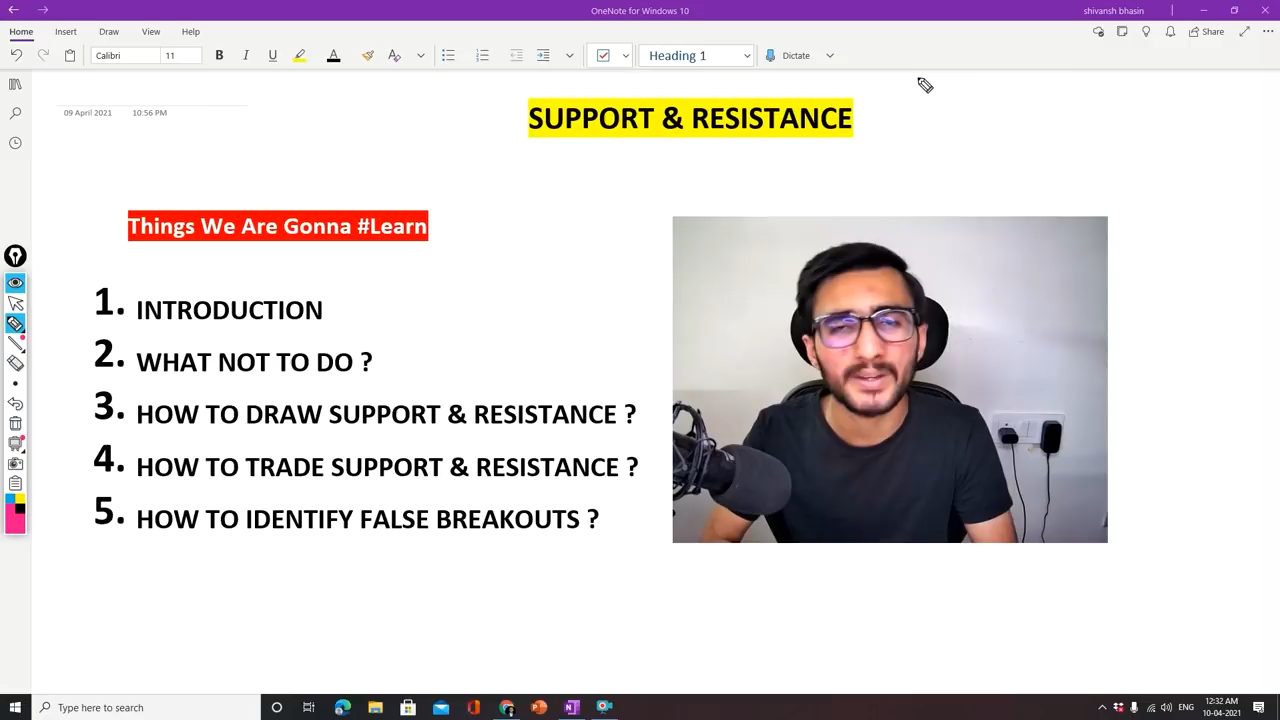 OneNote for Windows 10
shivansh bhasin
Home Insert Draw View Help
Share
Calibri 11 B I U A Heading 1 Dictate
09 April 2021 10:56 PM
SUPPORT & RESISTANCE
Things We Are Gonna #Learn
1. INTRODUCTION
2. WHAT NOT TO DO ?
3. HOW TO DRAW SUPPORT & RESISTANCE ?
4. HOW TO TRADE SUPPORT & RESISTANCE ?
5. HOW TO IDENTIFY FALSE BREAKOUTS ?
Type here to search
ENG
12:32 AM
10-04-2021